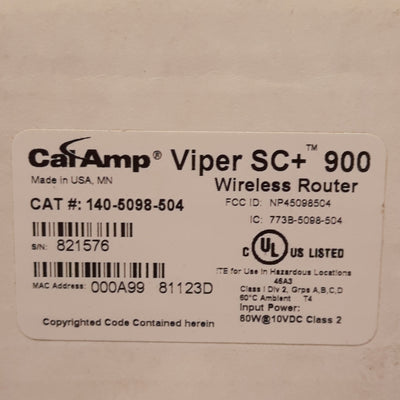 CalAmp® Viper SC+™ 900
Made in USA, MN
Wireless Router
CAT #: 140-5098-504
FCC ID: NP45098504
IC: 773B-5098-504
S/N: 821576
C UL US LISTED
ITE for Use in Hazardous Locations
46A3
Class I Div 2, Grps A,B,C,D
60°C Ambient T4
MAC Address: 000A99 81123D
Input Power:
60W@10VDC Class 2
Copyrighted Code Contained herein